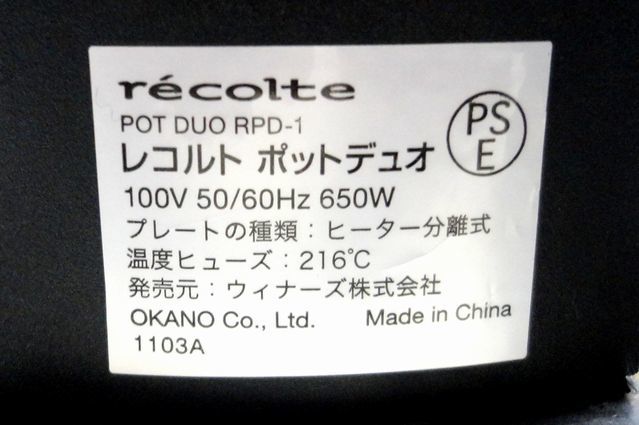 récolte
POT DUO RPD-1
レコルト ポットデュオ
PS
E
100V 50/60Hz 650W
プレートの種類：ヒーター分離式
温度ヒューズ：216℃
発売元：ウィナーズ株式会社
OKANO Co., Ltd. Made in China
1103A